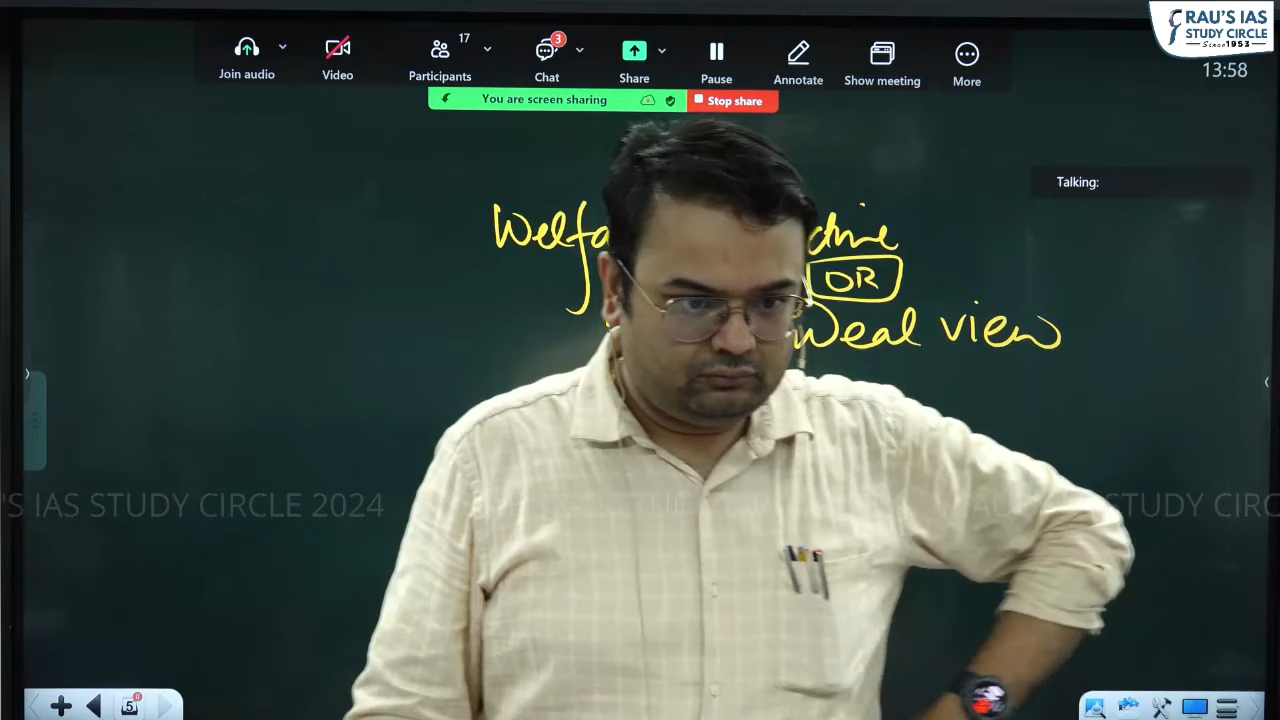 RAU'S IAS
STUDY CIRCLE
Since 1953
13:58
17
3
Join audio
Video
Participants
Chat
Share
Pause
Annotate
Show meeting
More
You are screen sharing
Stop share
Talking:
OR
Weal view
'S IAS STUDY CIRCLE 2024
STUDY CIRC
5